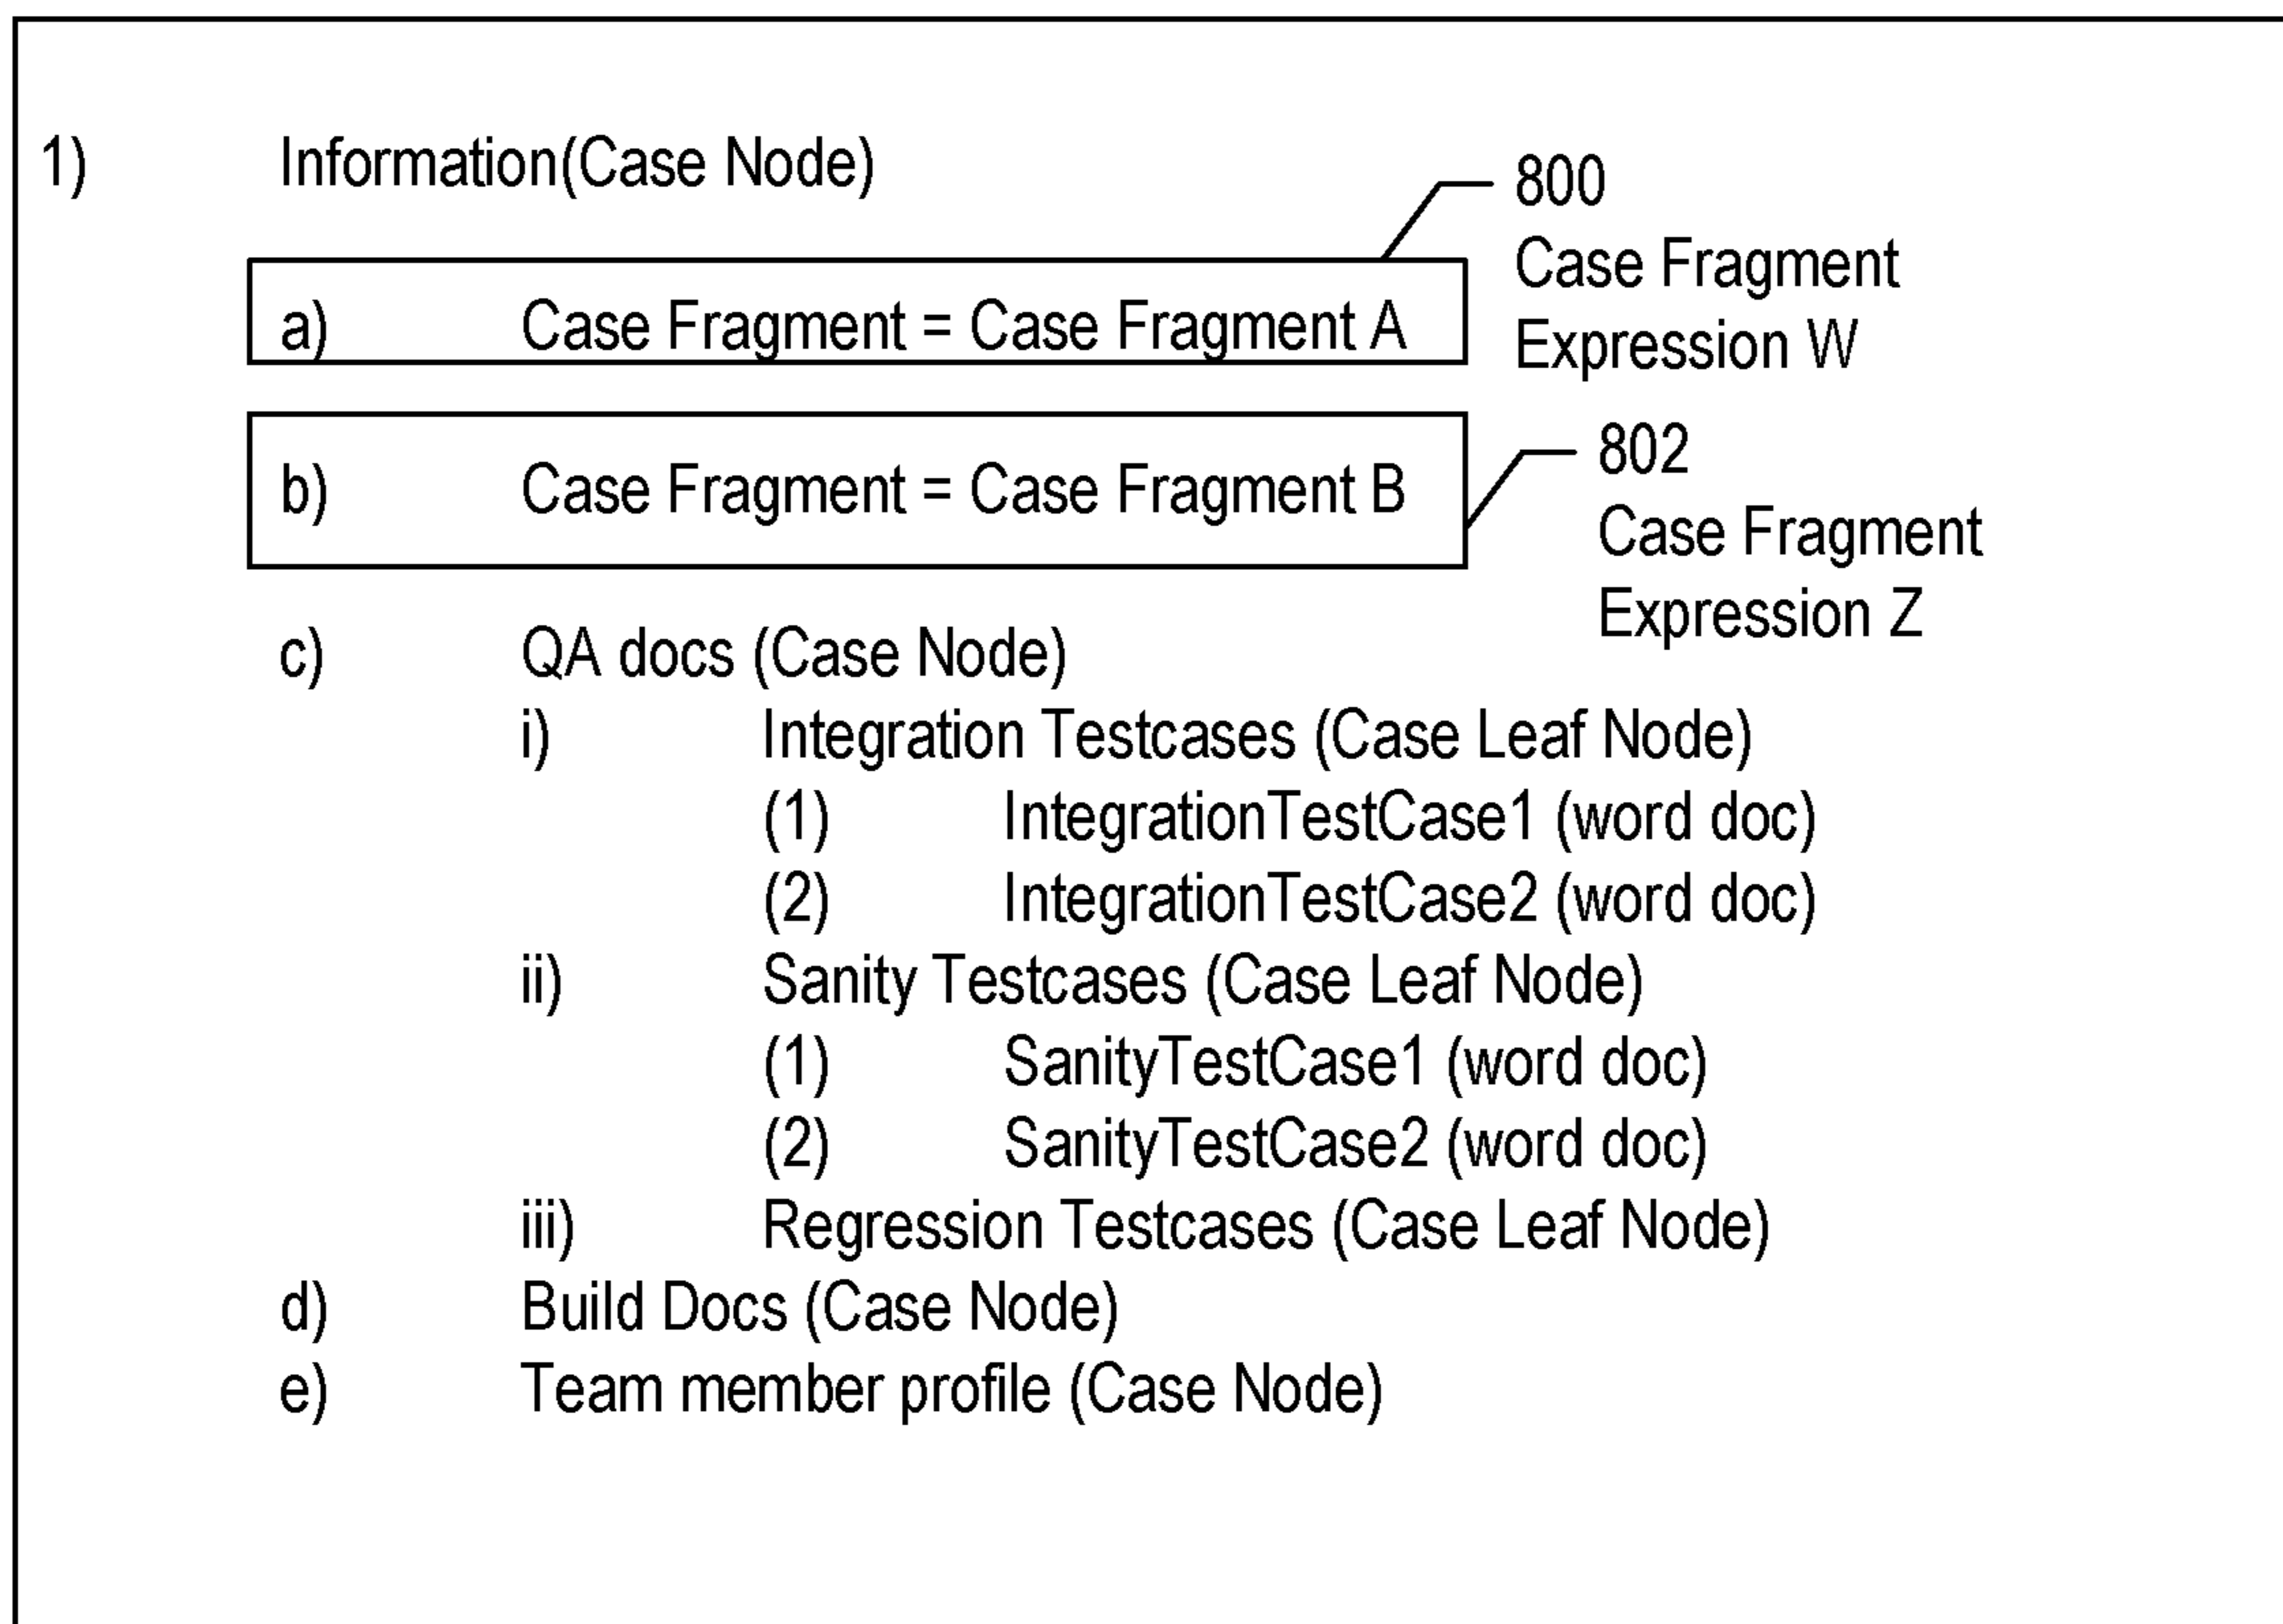 1) Information(Case Node)
800
Case Fragment
Expression W
a) Case Fragment = Case Fragment A
802
Case Fragment
Expression Z
b) Case Fragment = Case Fragment B
c) QA docs (Case Node)
i) Integration Testcases (Case Leaf Node)
(1) IntegrationTestCase1 (word doc)
(2) IntegrationTestCase2 (word doc)
ii) Sanity Testcases (Case Leaf Node)
(1) SanityTestCase1 (word doc)
(2) SanityTestCase2 (word doc)
iii) Regression Testcases (Case Leaf Node)
d) Build Docs (Case Node)
e) Team member profile (Case Node)